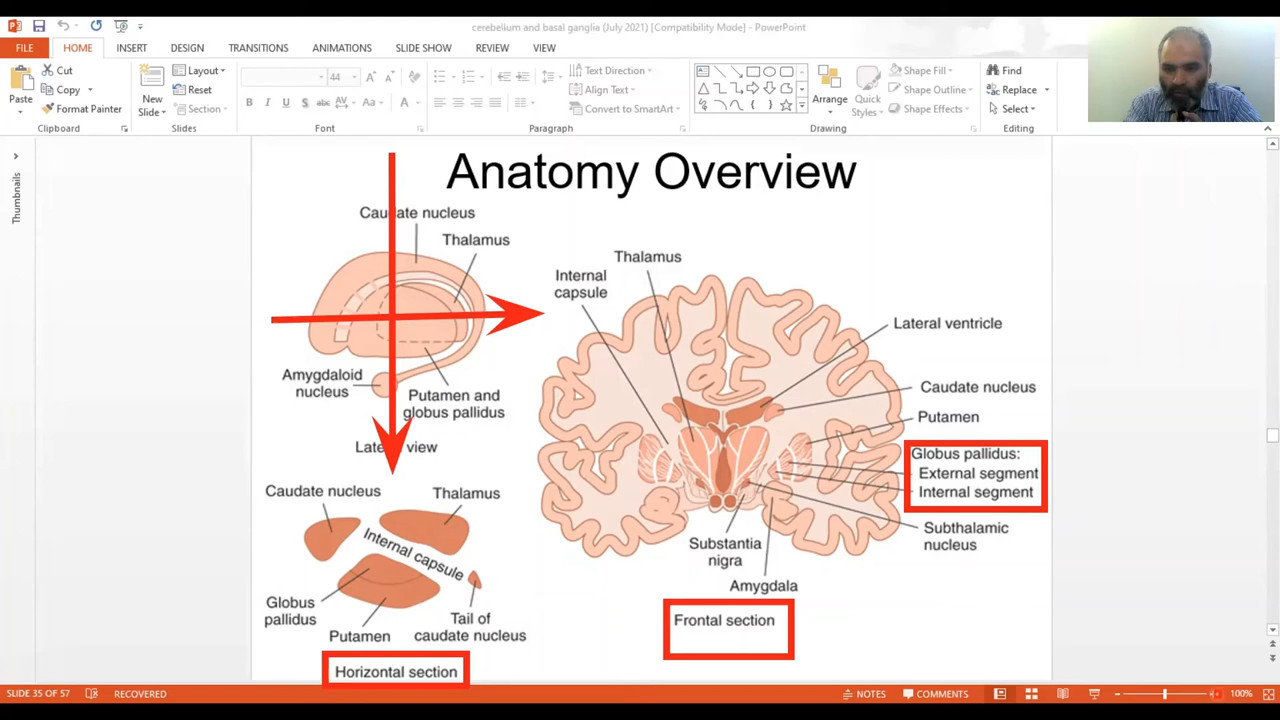 cerebelium and basal ganglia (July 2021) [Compatibility Mode] - PowerPoint
FILE HOME INSERT DESIGN TRANSITIONS ANIMATIONS SLIDE SHOW REVIEW VIEW
Paste
Cut
Copy
Format Painter
Clipboard
New
Slide
Layout
Reset
Section
Slides
44
Font
Text Direction
Align Text
Convert to SmartArt
Paragraph
Arrange
Quick
Styles
Shape Fill
Shape Outline
Shape Effects
Drawing
Find
Replace
Select
Editing
Thumbnails
Anatomy Overview
Caudate nucleus
Thalamus
Amygdaloid
nucleus
Putamen and
globus pallidus
Lateral view
Caudate nucleus
Thalamus
Internal capsule
Globus
pallidus
Putamen
Tail of
caudate nucleus
Horizontal section
Thalamus
Internal
capsule
Lateral ventricle
Caudate nucleus
Putamen
Globus pallidus:
External segment
Internal segment
Subthalamic
nucleus
Substantia
nigra
Amygdala
Frontal section
SLIDE 35 OF 57 RECOVERED NOTES COMMENTS 100%